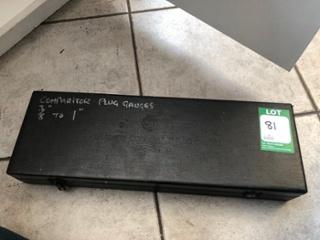 COMPARITOR PLUG GAUGES
3/8" TO 1"
LOT
81